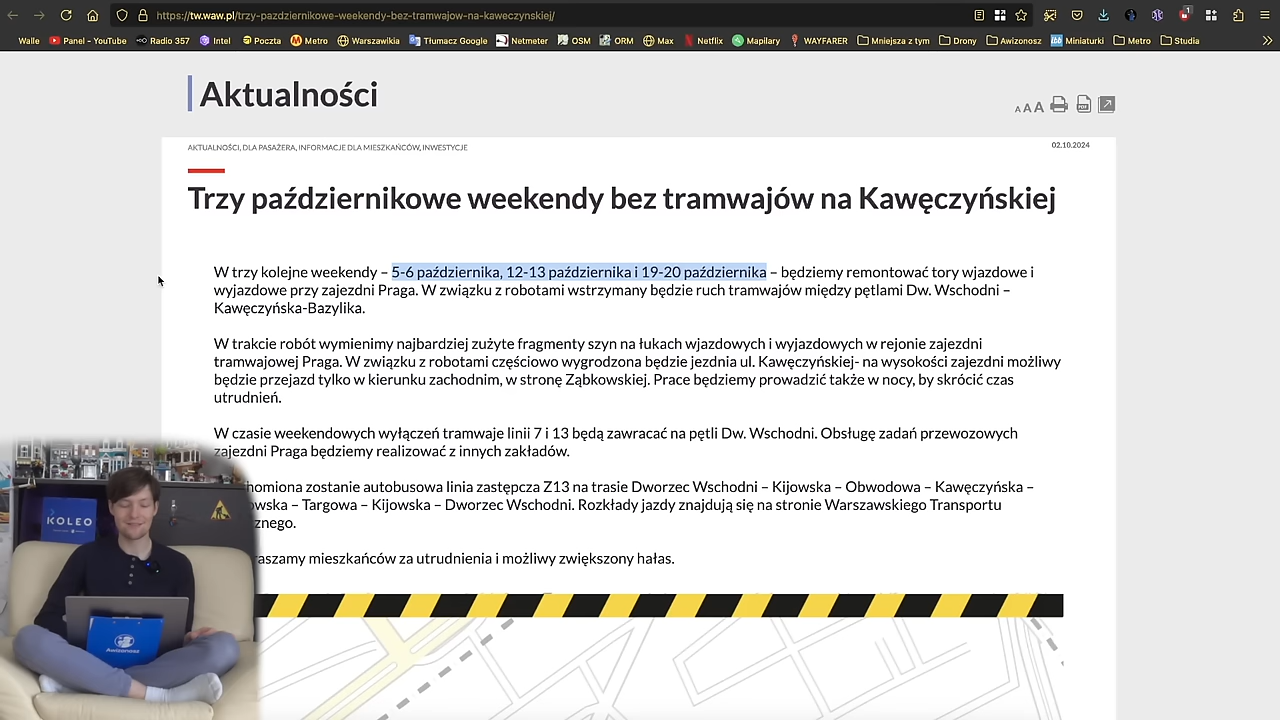 https://tw.waw.pl/trzy-pazdziernikowe-weekendy-bez-tramwajow-na-kaweczynskiej/
Walle Panel - YouTube Radio 357 Intel Poczta Metro Warszawikia Tłumacz Google Netmeter OSM ORM Max Netflix Mapilary WAYFARER Mniejsza z tym Drony Awizonosz Miniaturki Metro Studia
Aktualności
A A A
PDF
AKTUALNOŚCI, DLA PASAŻERA, INFORMACJE DLA MIESZKAŃCÓW, INWESTYCJE
02.10.2024
Trzy październikowe weekendy bez tramwajów na Kawęczyńskiej
W trzy kolejne weekendy – 5-6 października, 12-13 października i 19-20 października – będziemy remontować tory wjazdowe i
wyjazdowe przy zajezdni Praga. W związku z robotami wstrzymany będzie ruch tramwajów między pętlami Dw. Wschodni –
Kawęczyńska-Bazylika.
W trakcie robót wymienimy najbardziej zużyte fragmenty szyn na łukach wjazdowych i wyjazdowych w rejonie zajezdni
tramwajowej Praga. W związku z robotami częściowo wygrodzona będzie jezdnia ul. Kawęczyńskiej- na wysokości zajezdni możliwy
będzie przejazd tylko w kierunku zachodnim, w stronę Ząbkowskiej. Prace będziemy prowadzić także w nocy, by skrócić czas
utrudnień.
W czasie weekendowych wyłączeń tramwaje linii 7 i 13 będą zawracać na pętli Dw. Wschodni. Obsługę zadań przewozowych
zajezdni Praga będziemy realizować z innych zakładów.
homiona zostanie autobusowa linia zastępcza Z13 na trasie Dworzec Wschodni – Kijowska – Obwodowa – Kawęczyńska –
owska – Targowa – Kijowska – Dworzec Wschodni. Rozkłady jazdy znajdują się na stronie Warszawskiego Transportu
znego.
raszamy mieszkańców za utrudnienia i możliwy zwiększony hałas.
KOLEO
Awizonosz